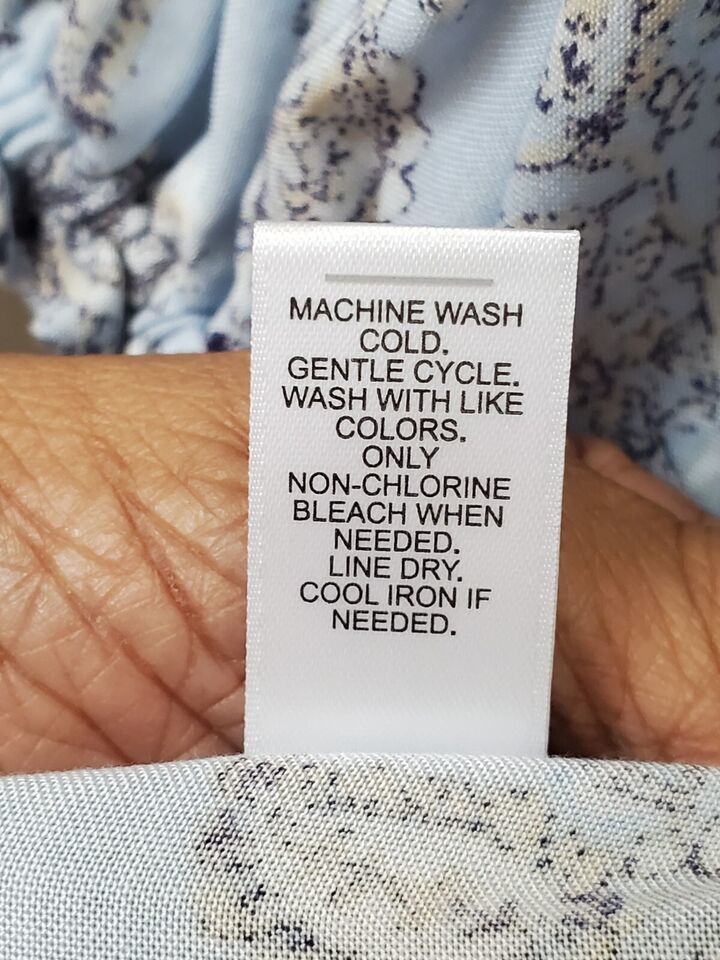 MACHINE WASH
COLD.
GENTLE CYCLE.
WASH WITH LIKE
COLORS.
ONLY
NON-CHLORINE
BLEACH WHEN
NEEDED.
LINE DRY.
COOL IRON IF
NEEDED.